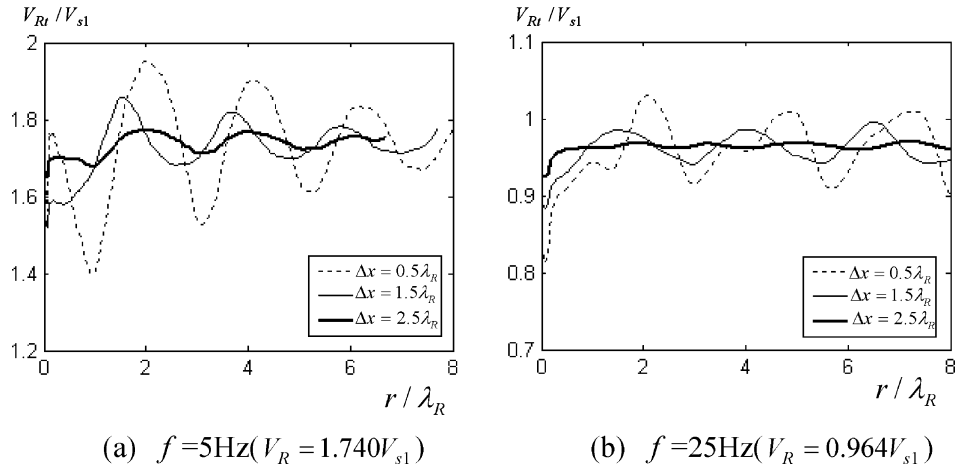 V_Rt / V_s1
2
1.8
1.6
1.4
1.2
0 2 4 6 8
r / λ_R
Δx = 0.5λ_R
Δx = 1.5λ_R
Δx = 2.5λ_R
(a) f =5Hz( V_R = 1.740V_s1 )
V_Rt / V_s1
1.1
1
0.9
0.8
0.7
0 2 4 6 8
r / λ_R
Δx = 0.5λ_R
Δx = 1.5λ_R
Δx = 2.5λ_R
(b) f =25Hz( V_R = 0.964V_s1 )